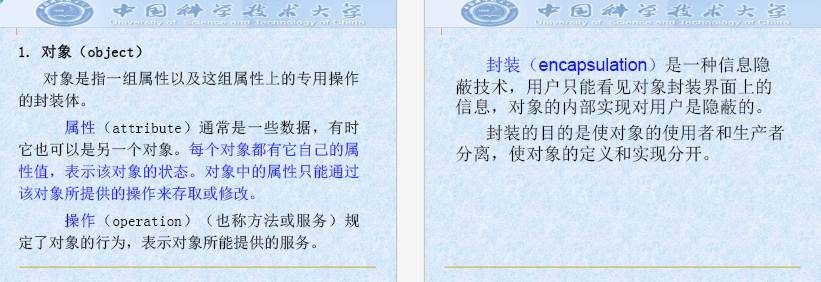 中国科学技术大学
University of Science and Technology of China
1. 对象（object）
对象是指一组属性以及这组属性上的专用操作
的封装体。
属性（attribute）通常是一些数据，有时
它也可以是另一个对象。每个对象都有它自己的属
性值，表示该对象的状态。对象中的属性只能通过
该对象所提供的操作来存取或修改。
操作（operation）（也称方法或服务）规
定了对象的行为，表示对象所能提供的服务。
中国科学技术大学
University of Science and Technology of China
封装（encapsulation）是一种信息隐
蔽技术，用户只能看见对象封装界面上的
信息，对象的内部实现对用户是隐蔽的。
封装的目的是使对象的使用者和生产者
分离，使对象的定义和实现分开。